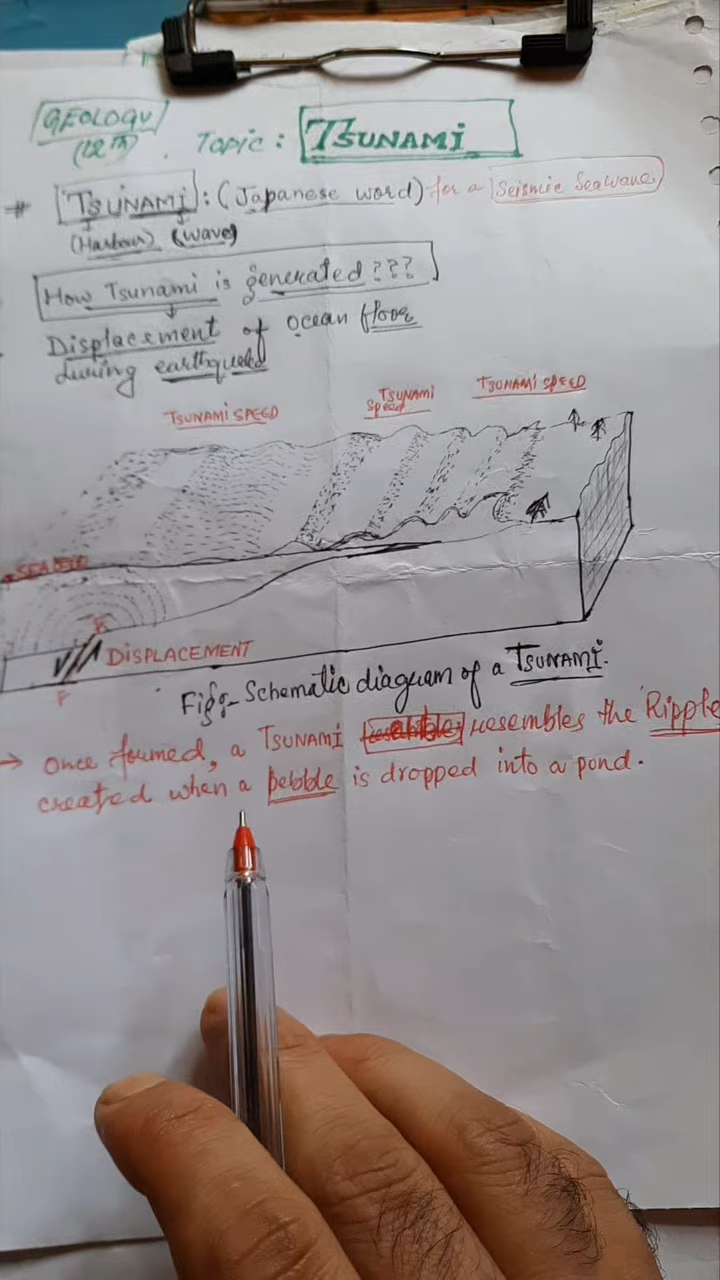 GEOLOGY
(12th) . Topic : TSUNAMI
# TSUNAMI : (Japanese word) for a Seismic Seawave
(Harbour) (wave)
How Tsunami is generated???
Displacement of ocean floor
during earthquake
TSUNAMI SPEED
TSUNAMI
Speed
TSUNAMI SPEED
DISPLACEMENT
F
Fig:- Schematic diagram of a TSUNAMI.
→ Once formed, a TSUNAMI resembles the Ripple
created when a pebble is dropped into a pond.